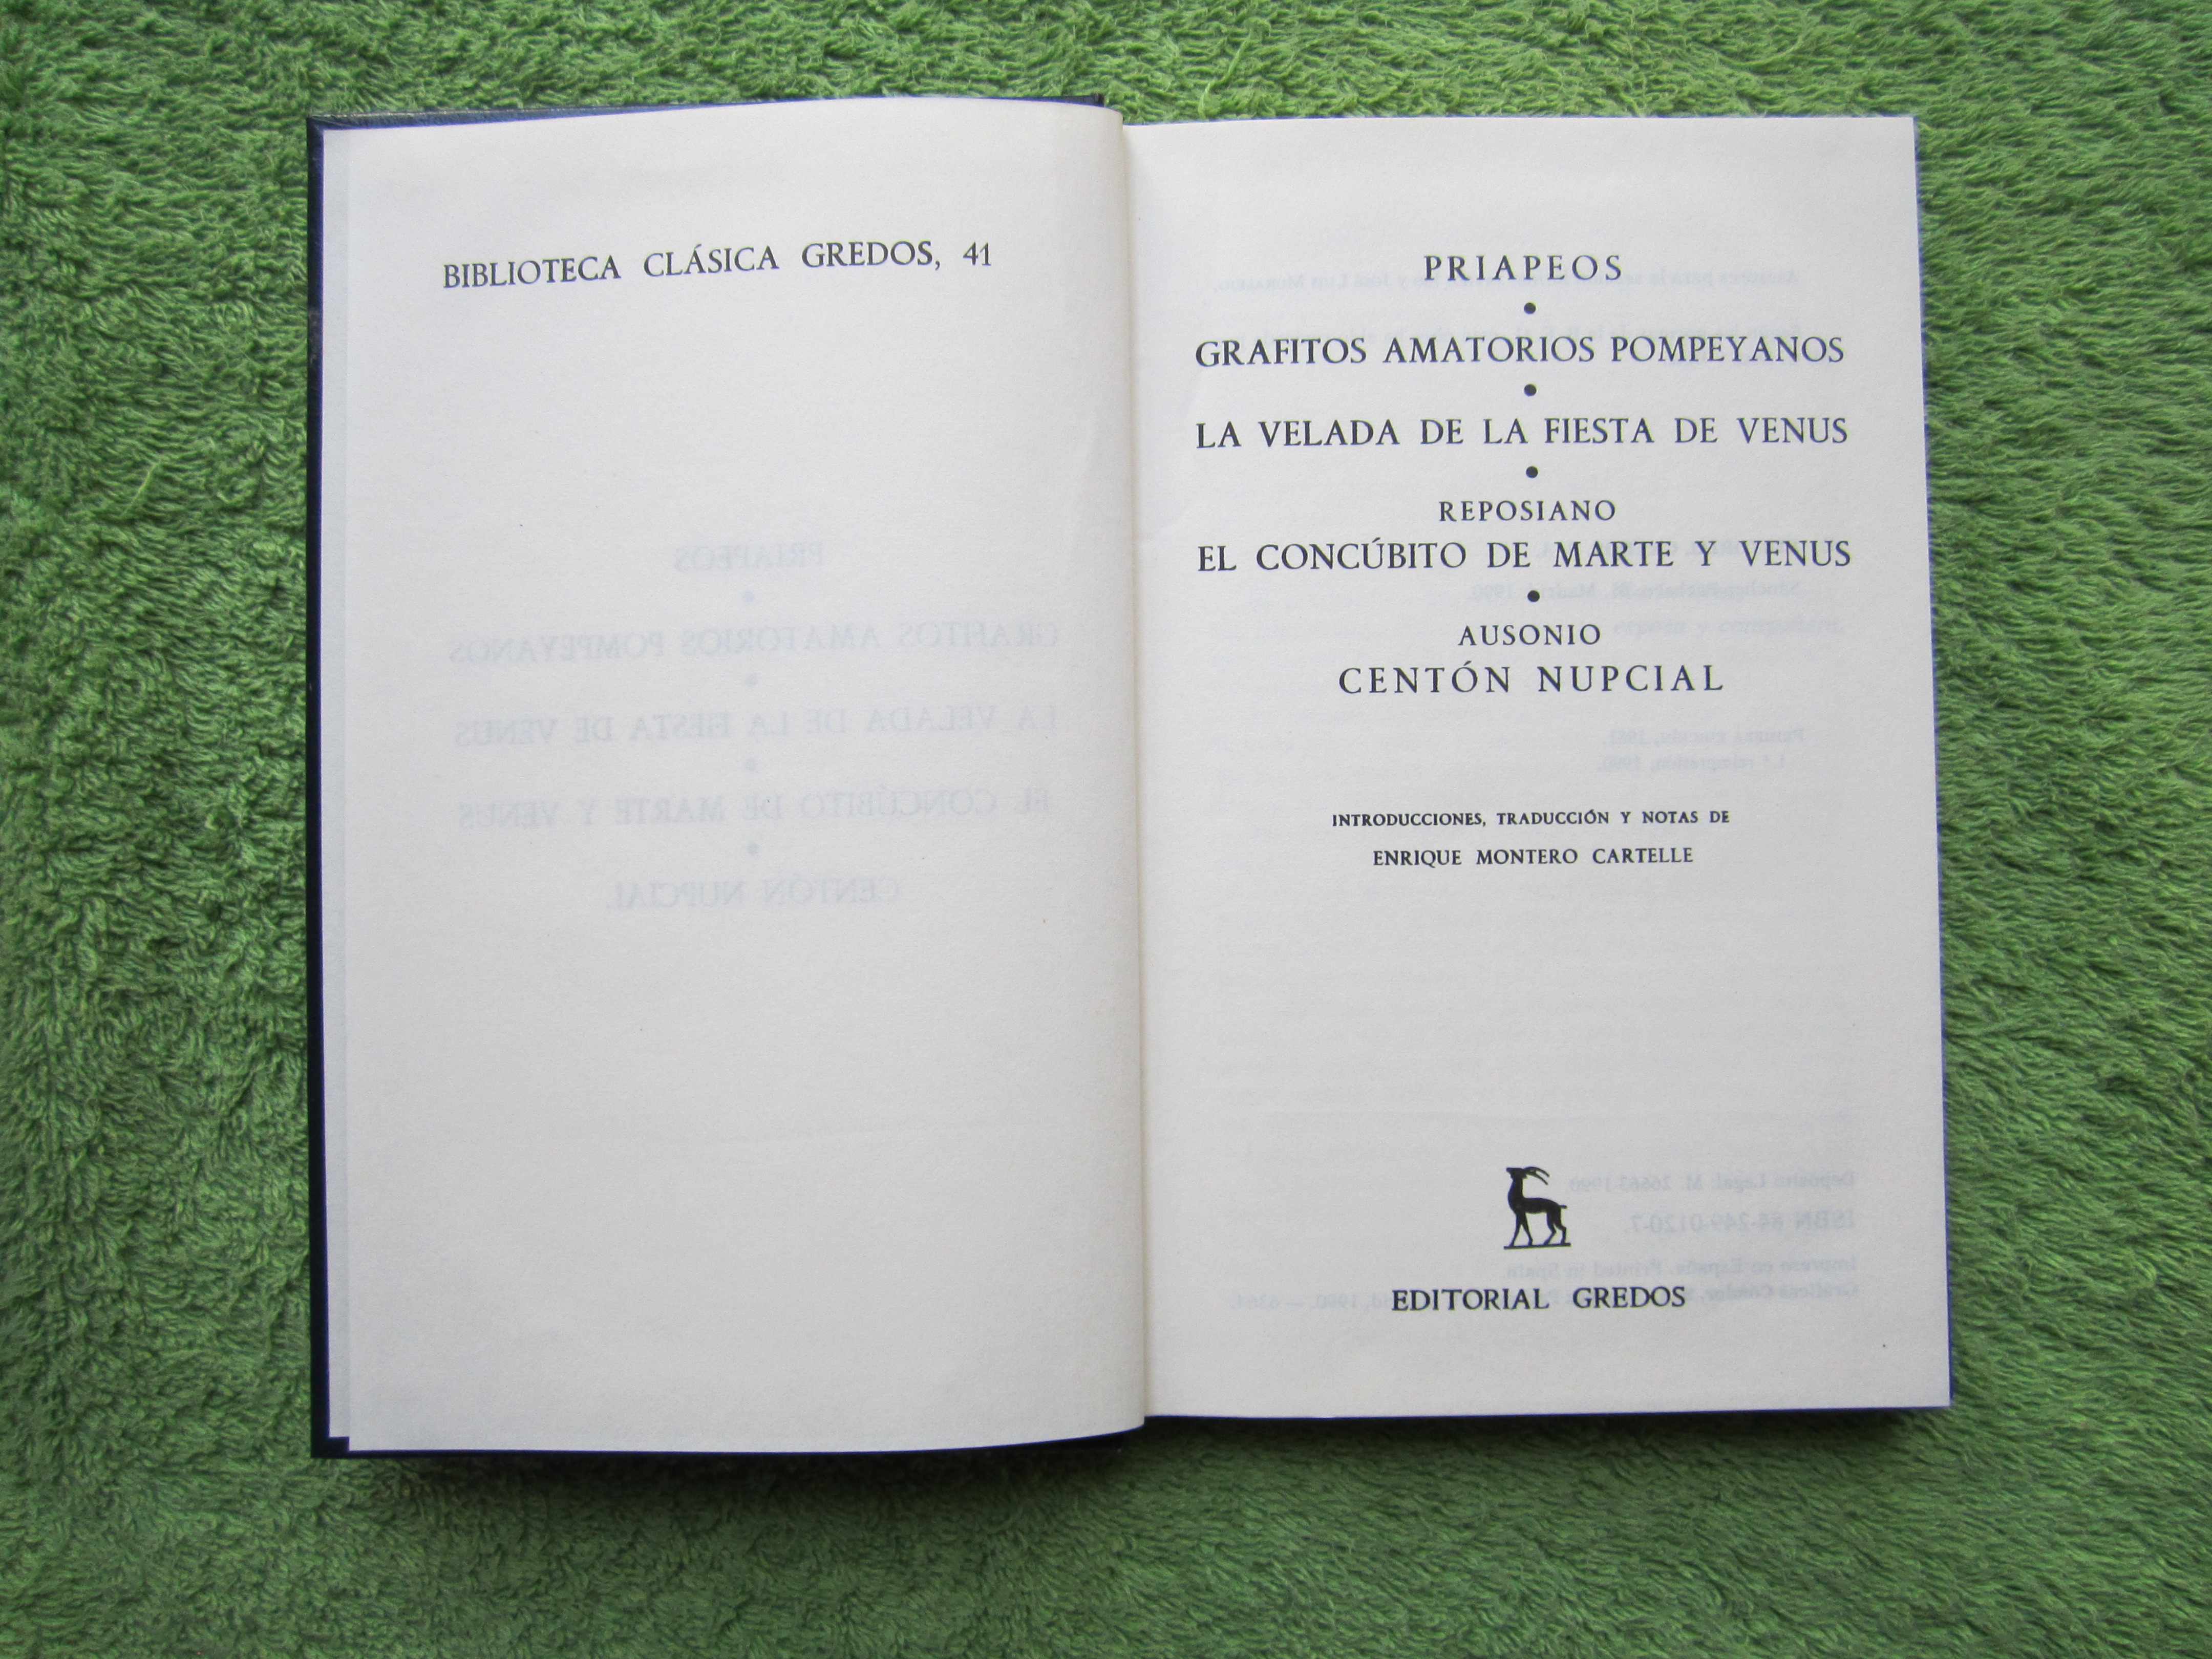 BIBLIOTECA CLÁSICA GREDOS, 41
PRIAPEOS
•
GRAFITOS AMATORIOS POMPEYANOS
•
LA VELADA DE LA FIESTA DE VENUS
•
REPOSIANO
EL CONCÚBITO DE MARTE Y VENUS
•
AUSONIO
CENTÓN NUPCIAL
INTRODUCCIONES, TRADUCCIÓN Y NOTAS DE
ENRIQUE MONTERO CARTELLE
EDITORIAL GREDOS